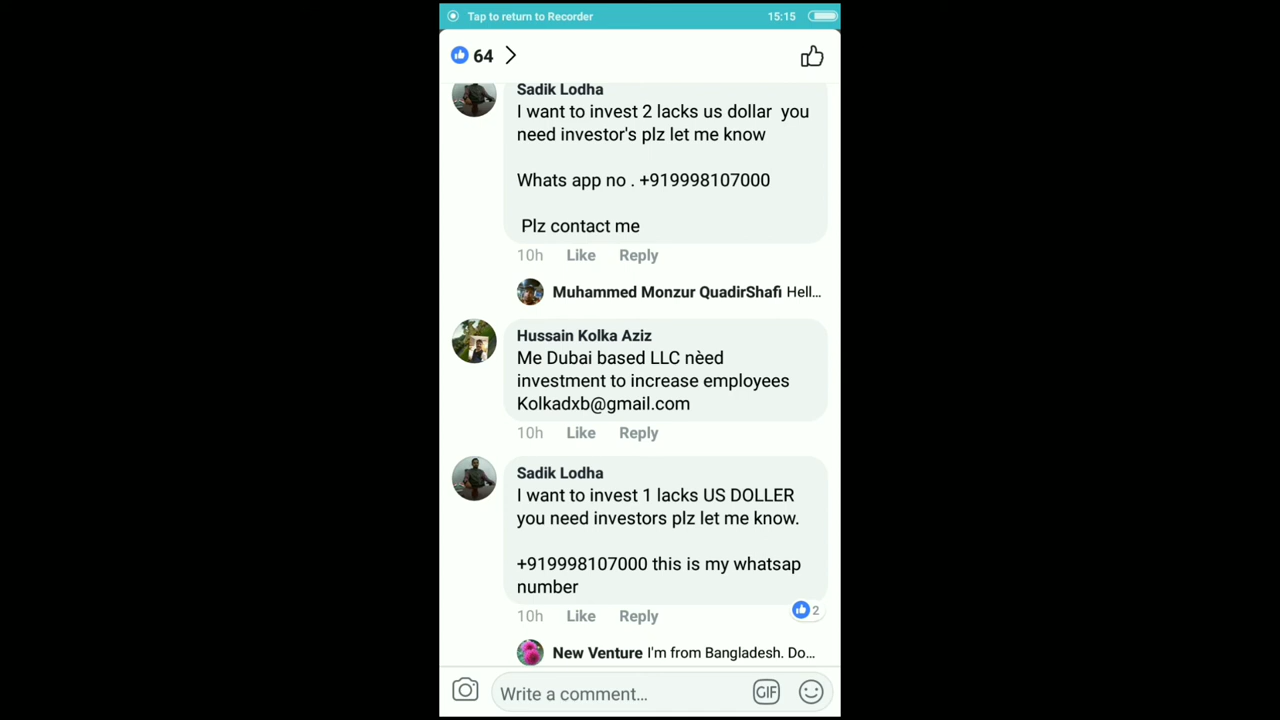 Tap to return to Recorder 15:15
64
Sadik Lodha
I want to invest 2 lacks us dollar you
need investor's plz let me know
Whats app no . +919998107000
Plz contact me
10h Like Reply
Muhammed Monzur QuadirShafi Hell...
Hussain Kolka Aziz
Me Dubai based LLC nèed
investment to increase employees
Kolkadxb@gmail.com
10h Like Reply
Sadik Lodha
I want to invest 1 lacks US DOLLER
you need investors plz let me know.
+919998107000 this is my whatsap
number
2
10h Like Reply
New Venture I'm from Bangladesh. Do...
Write a comment... GIF